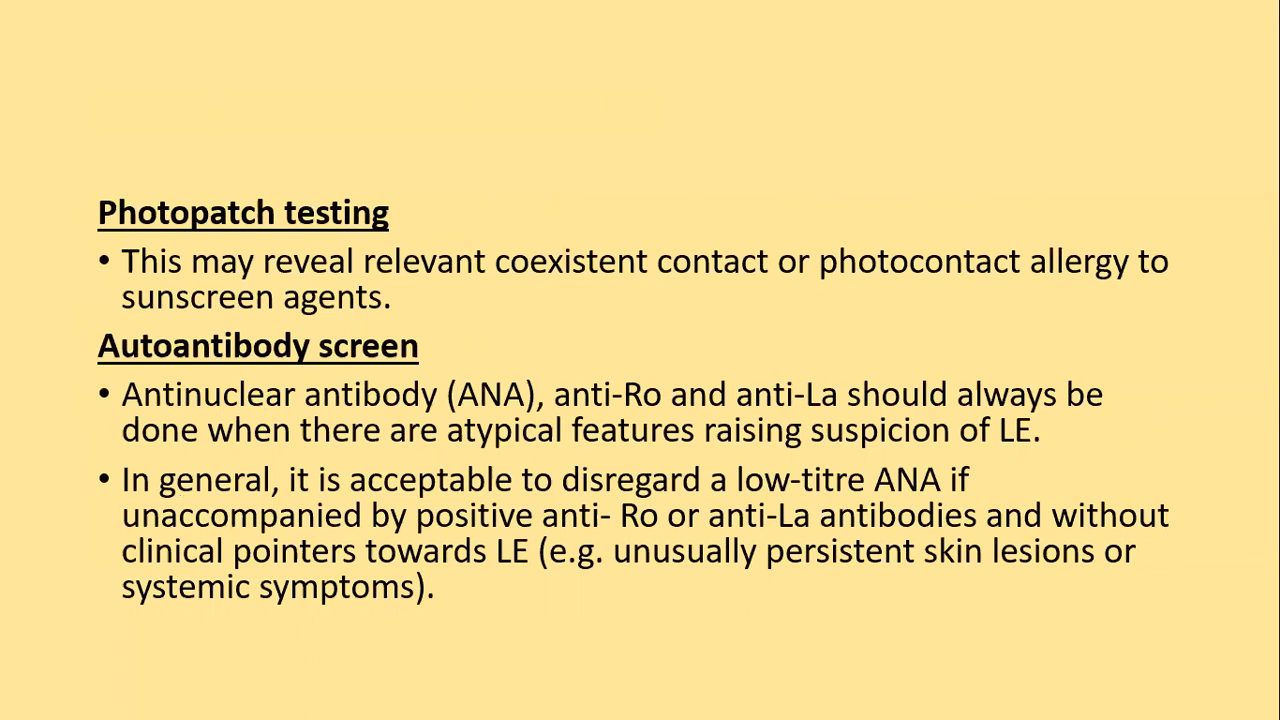 Photopatch testing
• This may reveal relevant coexistent contact or photocontact allergy to
sunscreen agents.
Autoantibody screen
• Antinuclear antibody (ANA), anti-Ro and anti-La should always be
done when there are atypical features raising suspicion of LE.
• In general, it is acceptable to disregard a low-titre ANA if
unaccompanied by positive anti- Ro or anti-La antibodies and without
clinical pointers towards LE (e.g. unusually persistent skin lesions or
systemic symptoms).